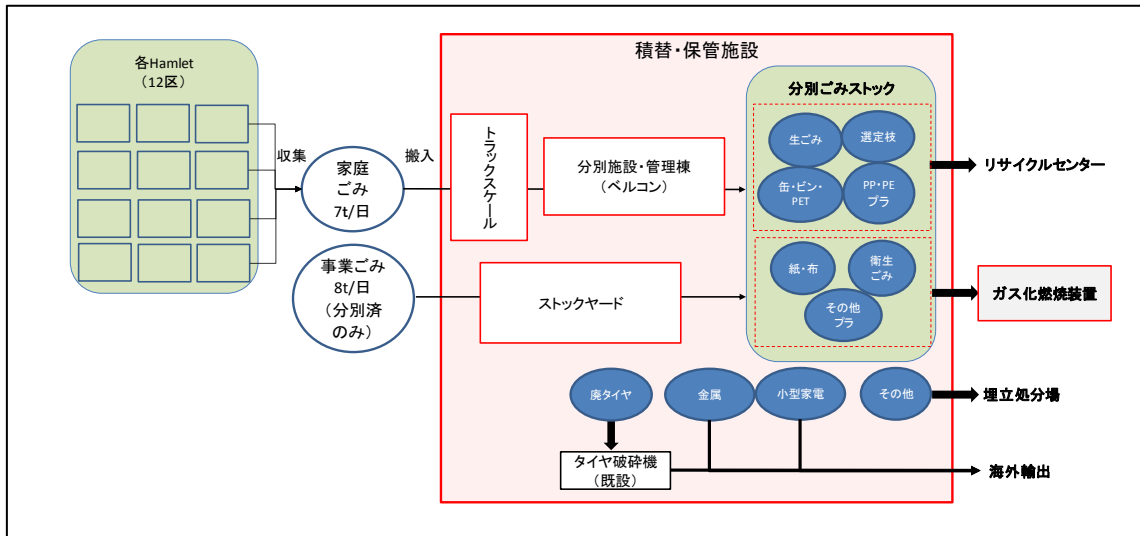 積替・保管施設
各Hamlet
（12区）
分別ごみストック
収集
家庭
ごみ
7t/日
搬入
トラックスケール
分別施設・管理棟
（ベルコン）
生ごみ
選定枝
缶・ビン・
PET
PP・PE
プラ
リサイクルセンター
事業ごみ
8t/日
（分別済
のみ）
ストックヤード
紙・布
衛生
ごみ
その他
プラ
ガス化燃焼装置
廃タイヤ
金属
小型家電
その他
埋立処分場
タイヤ破砕機
（既設）
海外輸出